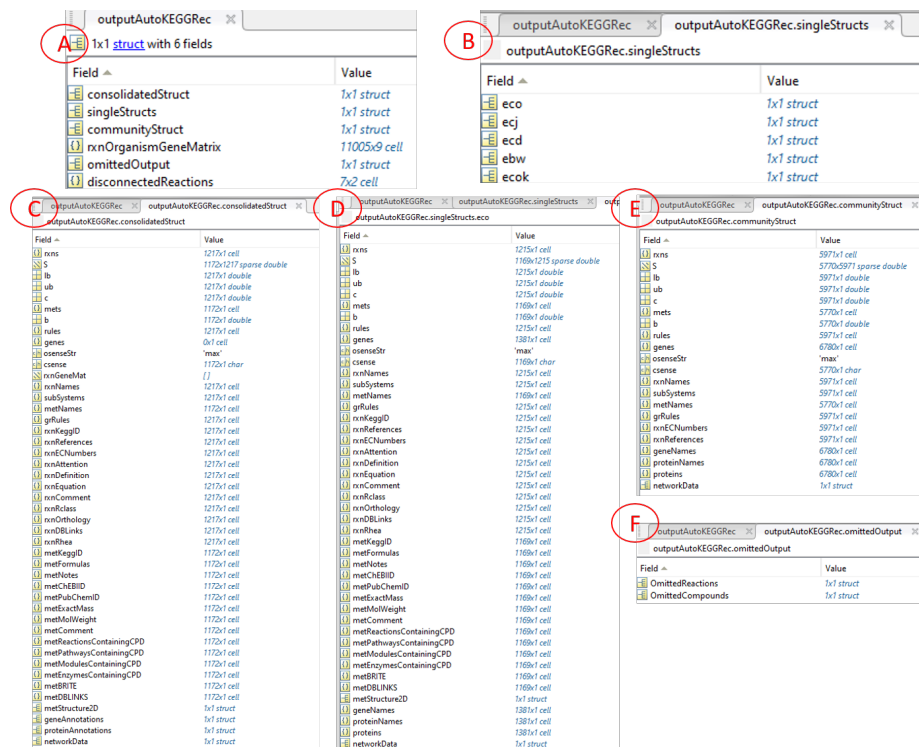 A
outputAutoKEGGRec
1x1 struct with 6 fields
Field Value
consolidatedStruct 1x1 struct
singleStructs 1x1 struct
communityStruct 1x1 struct
rxnOrganismGeneMatrix 11005x9 cell
omittedOutput 1x1 struct
disconnectedReactions 7x2 cell
B
outputAutoKEGGRec outputAutoKEGGRec.singleStructs
outputAutoKEGGRec.singleStructs
Field Value
eco 1x1 struct
ecj 1x1 struct
ecd 1x1 struct
ebw 1x1 struct
ecok 1x1 struct
C
outputAutoKEGGRec outputAutoKEGGRec.consolidatedStruct
outputAutoKEGGRec.consolidatedStruct
Field Value
rxns 1217x1 cell
S 1172x1217 sparse double
lb 1217x1 double
ub 1217x1 double
c 1217x1 double
mets 1172x1 cell
b 1172x1 double
rules 1217x1 cell
genes 0x1 cell
osenseStr 'max'
csense 1172x1 char
rxnGeneMat []
rxnNames 1217x1 cell
subSystems 1217x1 cell
metNames 1172x1 cell
grRules 1217x1 cell
rxnKeggID 1217x1 cell
rxnReferences 1217x1 cell
rxnECNumbers 1217x1 cell
rxnAttention 1217x1 cell
rxnDefinition 1217x1 cell
rxnEquation 1217x1 cell
rxnComment 1217x1 cell
rxnRclass 1217x1 cell
rxnOrthology 1217x1 cell
rxnDBLinks 1217x1 cell
rxnRhea 1217x1 cell
metKeggID 1172x1 cell
metFormulas 1172x1 cell
metNotes 1172x1 cell
metChEBIID 1172x1 cell
metPubChemID 1172x1 cell
metExactMass 1172x1 cell
metMolWeight 1172x1 cell
metComment 1172x1 cell
metReactionsContainingCPD 1172x1 cell
metPathwaysContainingCPD 1172x1 cell
metModulesContainingCPD 1172x1 cell
metEnzymesContainingCPD 1172x1 cell
metBRITE 1172x1 cell
metDBLINKS 1172x1 cell
metStructure2D 1x1 struct
geneAnnotations 1x1 struct
proteinAnnotations 1x1 struct
networkData 1x1 struct
D
outputAutoKEGGRec outputAutoKEGGRec.singleStructs
outputAutoKEGGRec.singleStructs.eco
Field Value
rxns 1215x1 cell
S 1169x1215 sparse double
lb 1215x1 double
ub 1215x1 double
c 1215x1 double
mets 1169x1 cell
b 1169x1 double
rules 1215x1 cell
genes 1381x1 cell
osenseStr 'max'
csense 1169x1 char
rxnNames 1215x1 cell
subSystems 1215x1 cell
metNames 1169x1 cell
grRules 1215x1 cell
rxnKeggID 1215x1 cell
rxnReferences 1215x1 cell
rxnECNumbers 1215x1 cell
rxnAttention 1215x1 cell
rxnDefinition 1215x1 cell
rxnEquation 1215x1 cell
rxnComment 1215x1 cell
rxnRclass 1215x1 cell
rxnOrthology 1215x1 cell
rxnDBLinks 1215x1 cell
rxnRhea 1215x1 cell
metKeggID 1169x1 cell
metFormulas 1169x1 cell
metNotes 1169x1 cell
metChEBIID 1169x1 cell
metPubChemID 1169x1 cell
metExactMass 1169x1 cell
metMolWeight 1169x1 cell
metComment 1169x1 cell
metReactionsContainingCPD 1169x1 cell
metPathwaysContainingCPD 1169x1 cell
metModulesContainingCPD 1169x1 cell
metEnzymesContainingCPD 1169x1 cell
metBRITE 1169x1 cell
metDBLINKS 1169x1 cell
metStructure2D 1x1 struct
geneNames 1381x1 cell
proteinNames 1381x1 cell
proteins 1381x1 cell
networkData 1x1 struct
E
outputAutoKEGGRec outputAutoKEGGRec.communityStruct
outputAutoKEGGRec.communityStruct
Field Value
rxns 5971x1 cell
S 5770x5971 sparse double
lb 5971x1 double
ub 5971x1 double
c 5971x1 double
mets 5770x1 cell
b 5770x1 double
rules 5971x1 cell
genes 6780x1 cell
osenseStr 'max'
csense 5770x1 char
rxnNames 5971x1 cell
subSystems 5971x1 cell
metNames 5770x1 cell
grRules 5971x1 cell
rxnECNumbers 5971x1 cell
rxnReferences 5971x1 cell
geneNames 6780x1 cell
proteinNames 6780x1 cell
proteins 6780x1 cell
networkData 1x1 struct
F
outputAutoKEGGRec outputAutoKEGGRec.omittedOutput
outputAutoKEGGRec.omittedOutput
Field Value
OmittedReactions 1x1 struct
OmittedCompounds 1x1 struct